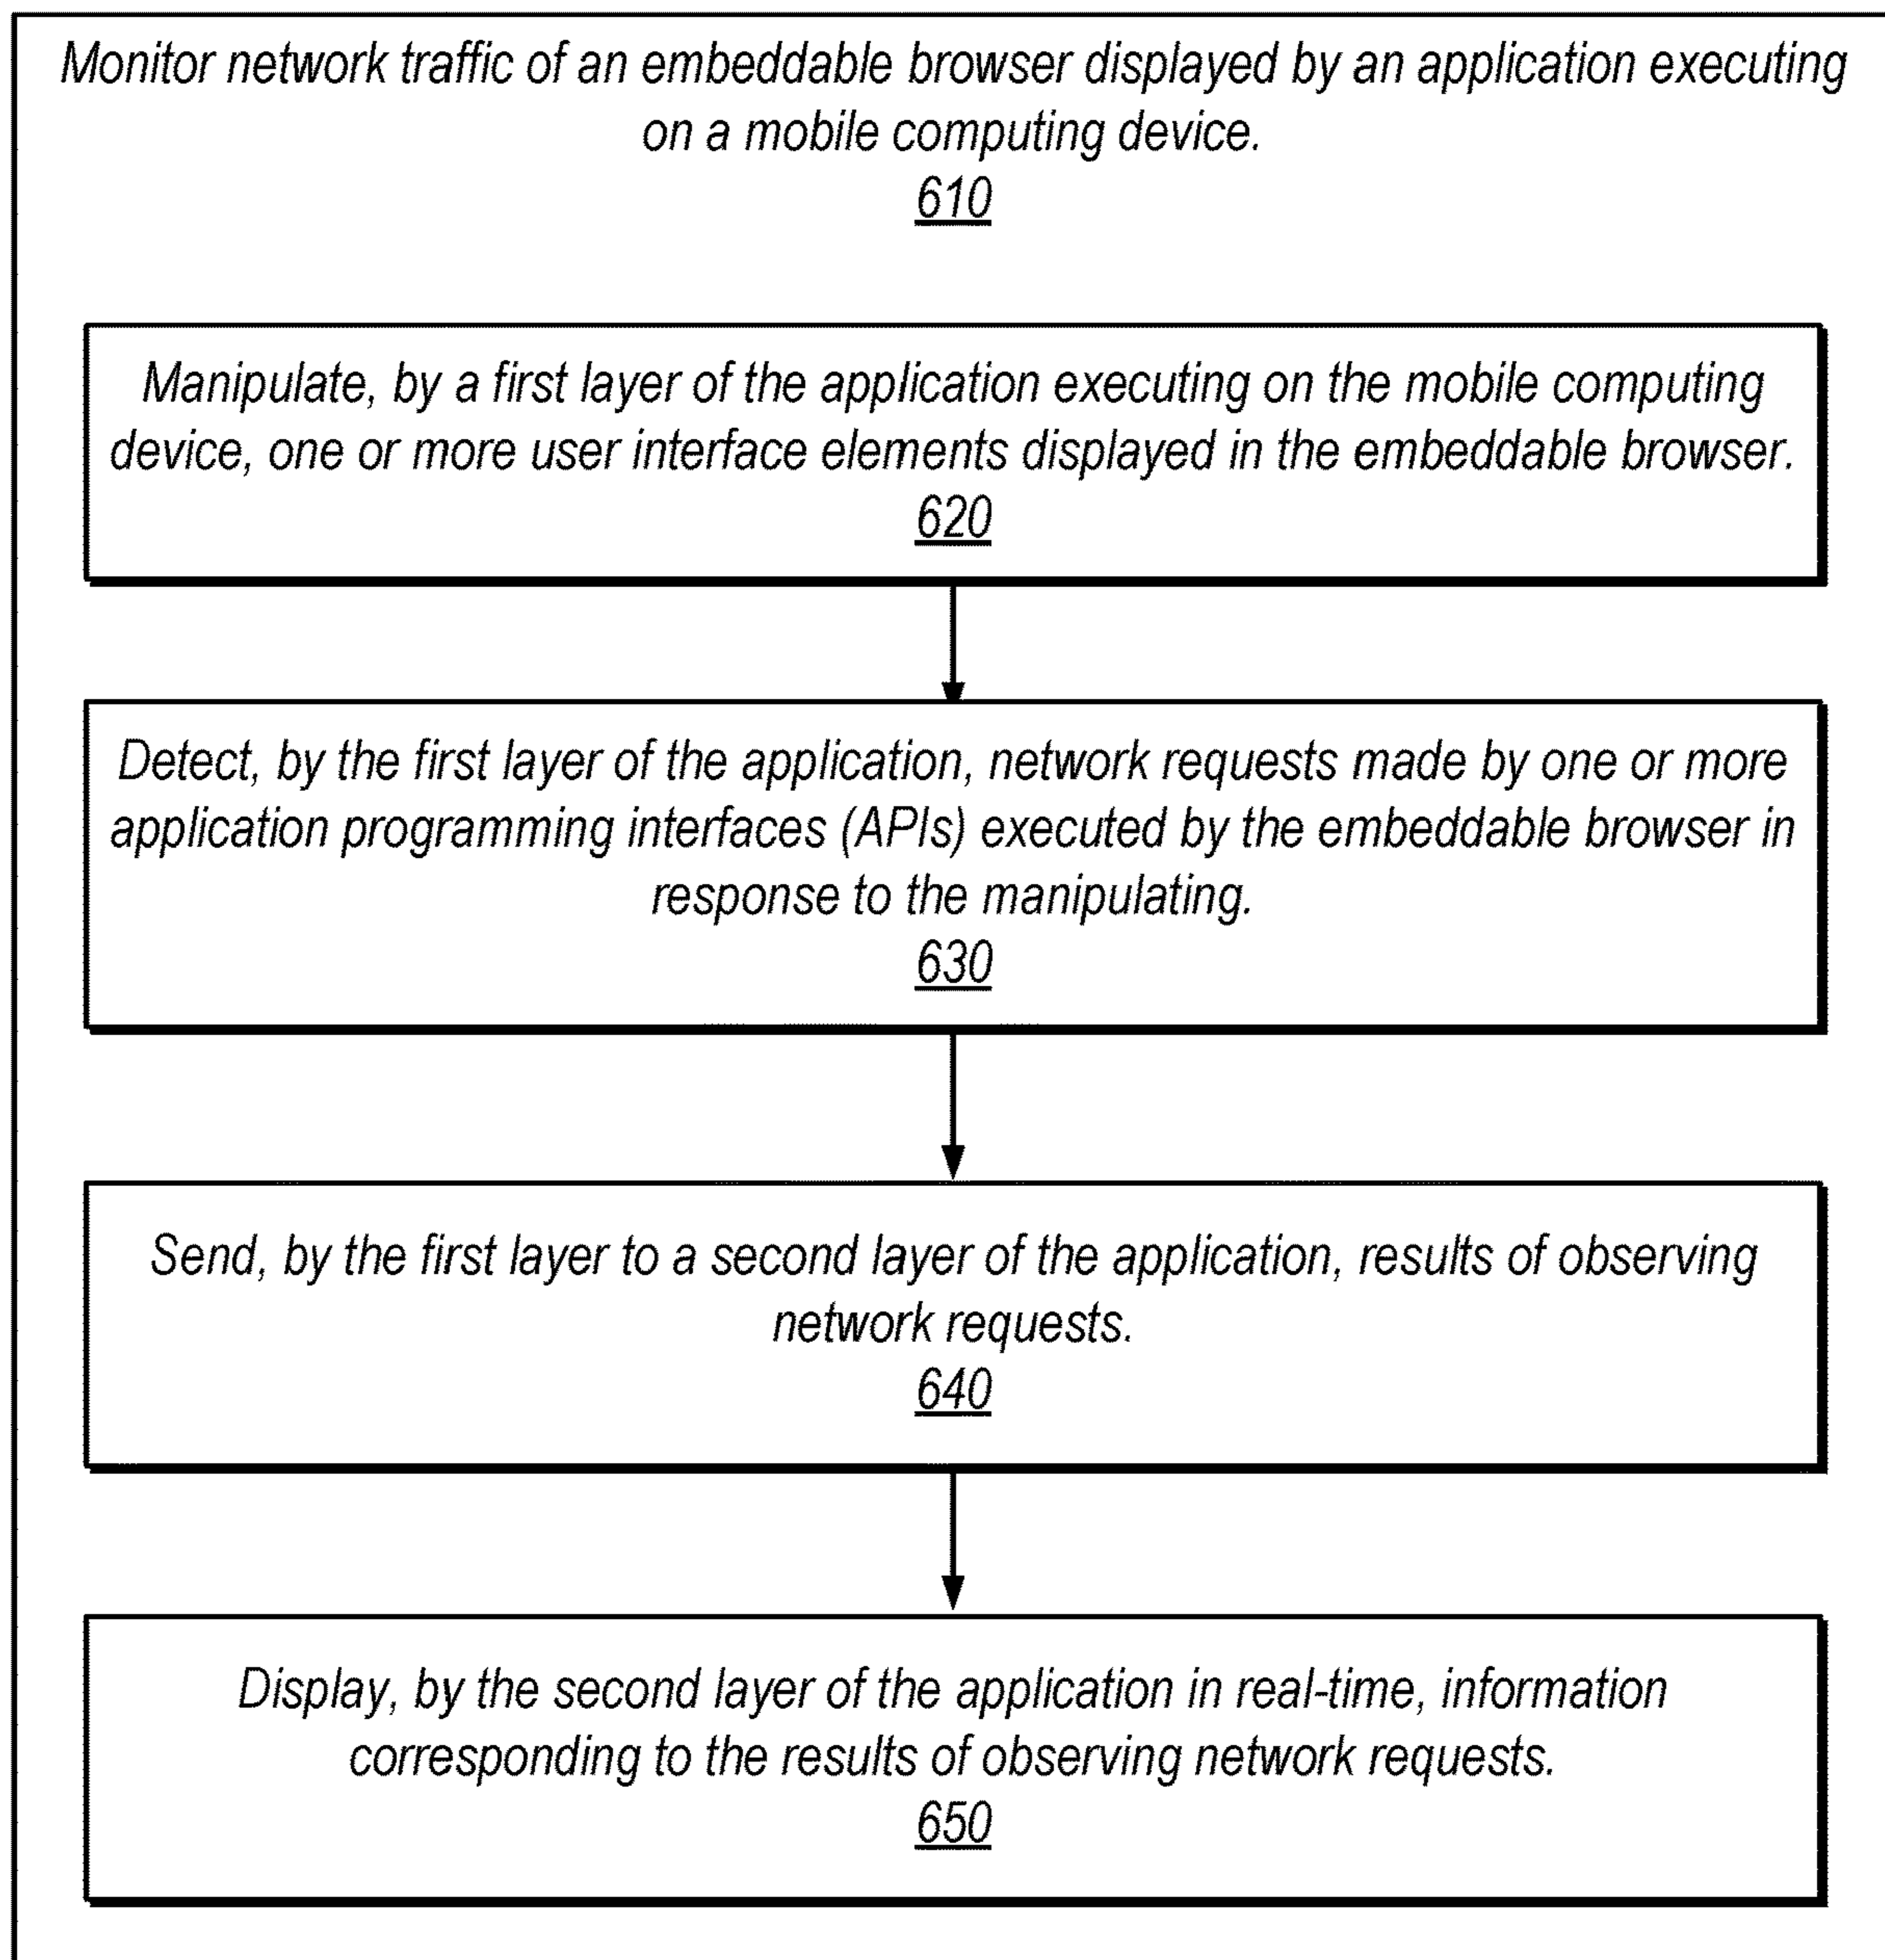 Monitor network traffic of an embeddable browser displayed by an application executing
on a mobile computing device.
610
Manipulate, by a first layer of the application executing on the mobile computing
device, one or more user interface elements displayed in the embeddable browser.
620
Detect, by the first layer of the application, network requests made by one or more
application programming interfaces (APIs) executed by the embeddable browser in
response to the manipulating.
630
Send, by the first layer to a second layer of the application, results of observing
network requests.
640
Display, by the second layer of the application in real-time, information
corresponding to the results of observing network requests.
650